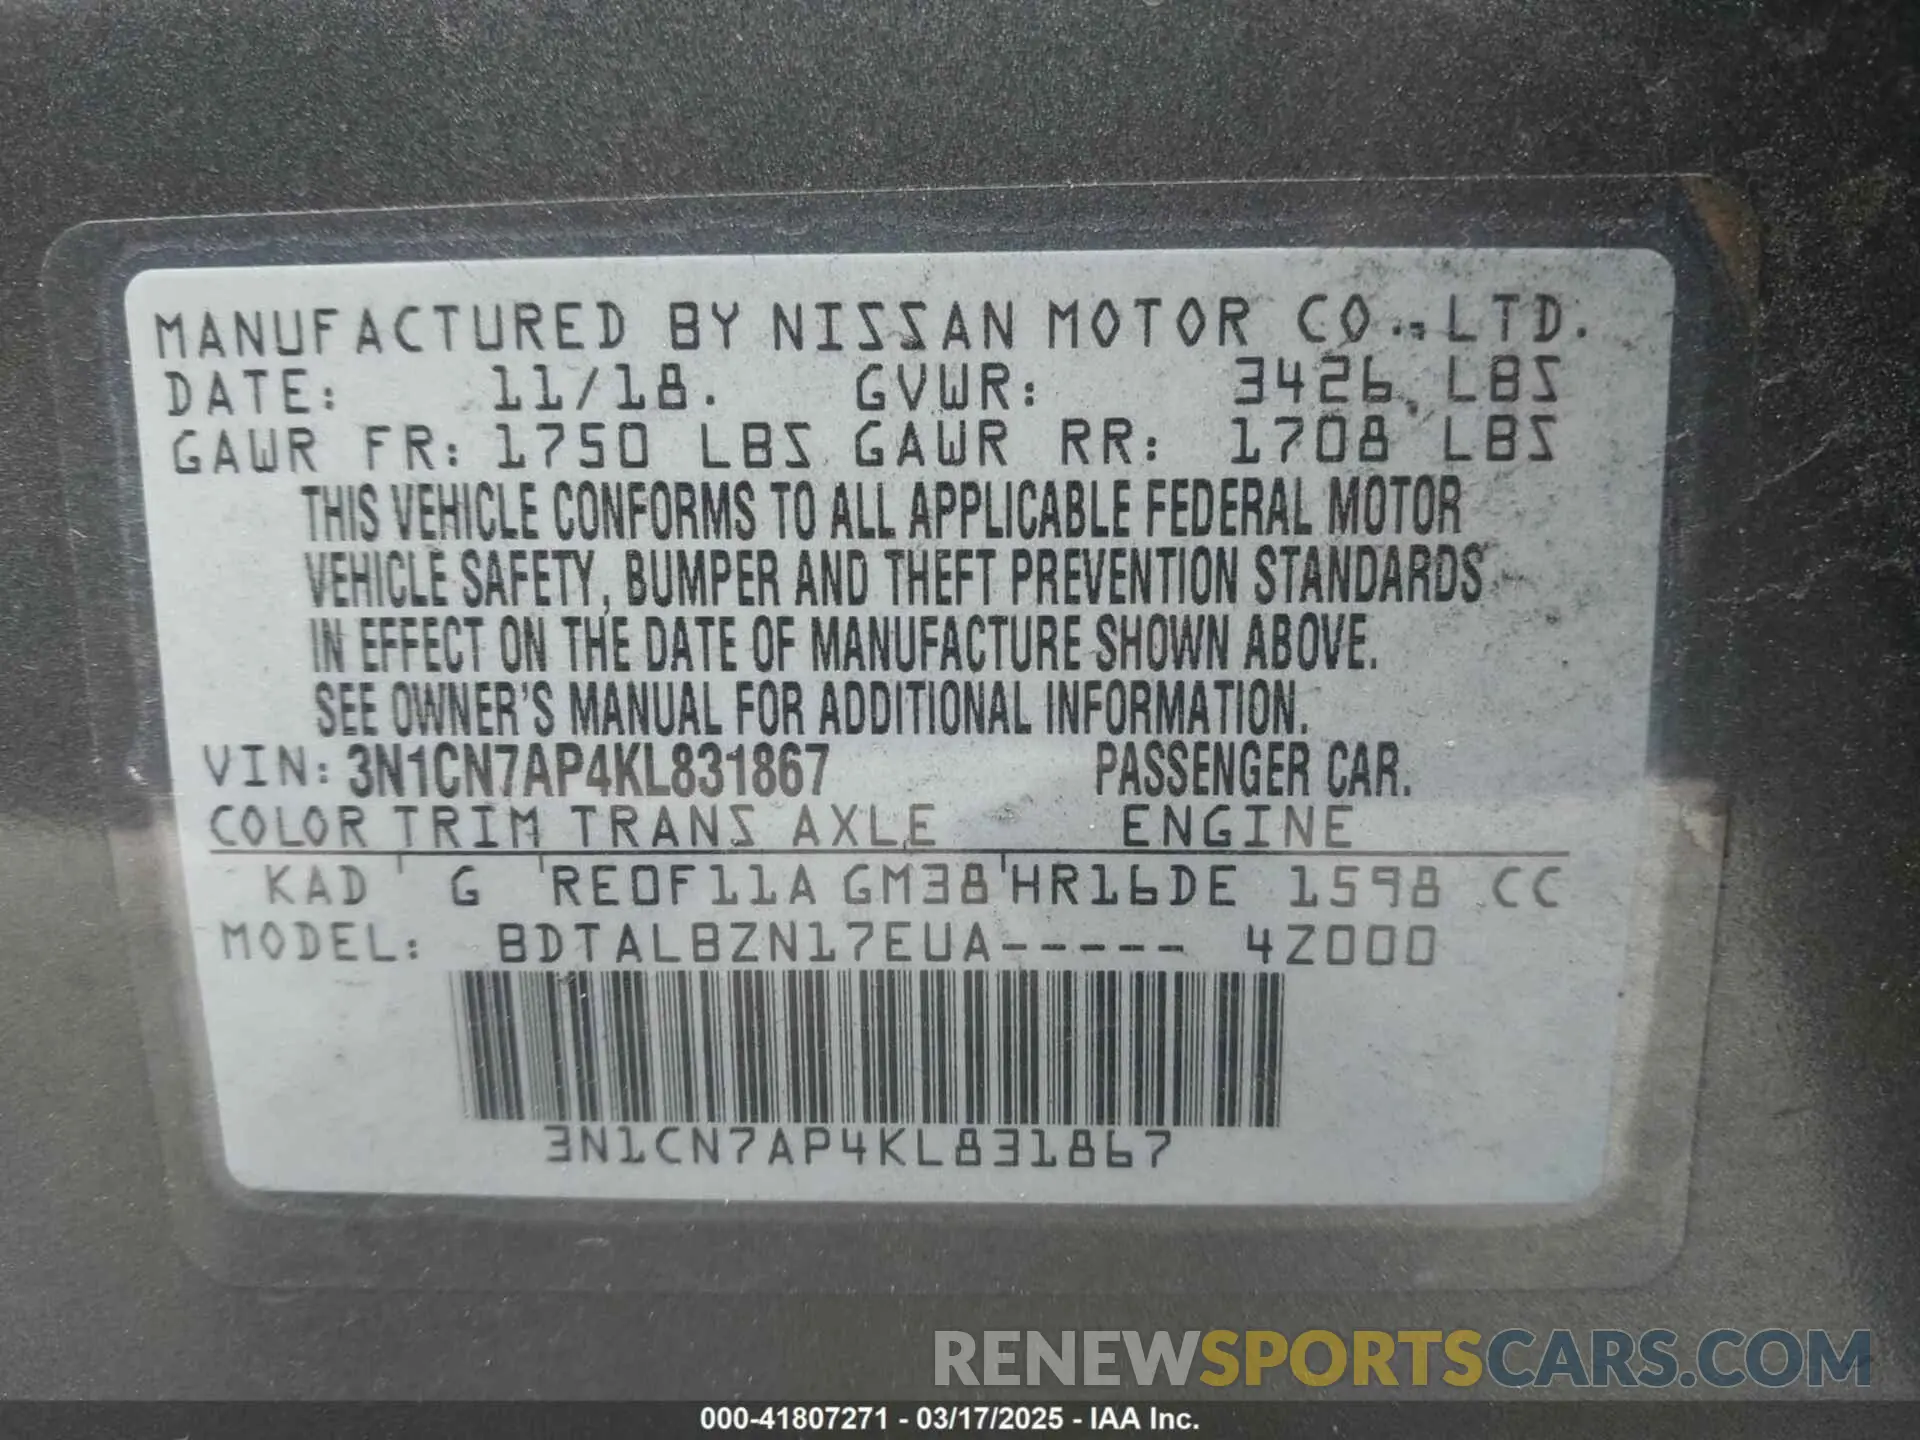 MANUFACTURED BY NISSAN MOTOR CO., LTD.
DATE: 11/18. GVWR: 3426 LBS
GAWR FR: 1750 LBS GAWR RR: 1708 LBS
THIS VEHICLE CONFORMS TO ALL APPLICABLE FEDERAL MOTOR
VEHICLE SAFETY, BUMPER AND THEFT PREVENTION STANDARDS
IN EFFECT ON THE DATE OF MANUFACTURE SHOWN ABOVE.
SEE OWNER'S MANUAL FOR ADDITIONAL INFORMATION.
VIN: 3N1CN7AP4KL831867 PASSENGER CAR.
COLOR TRIM TRANS AXLE ENGINE
KAD G RE0F11A GM38 HR16DE 1598 CC
MODEL: BDTALBZN17EUA----- 4Z000
3N1CN7AP4KL831867
RENEWSPORTSCARS.COM
000-41807271 - 03/17/2025 - IAA Inc.